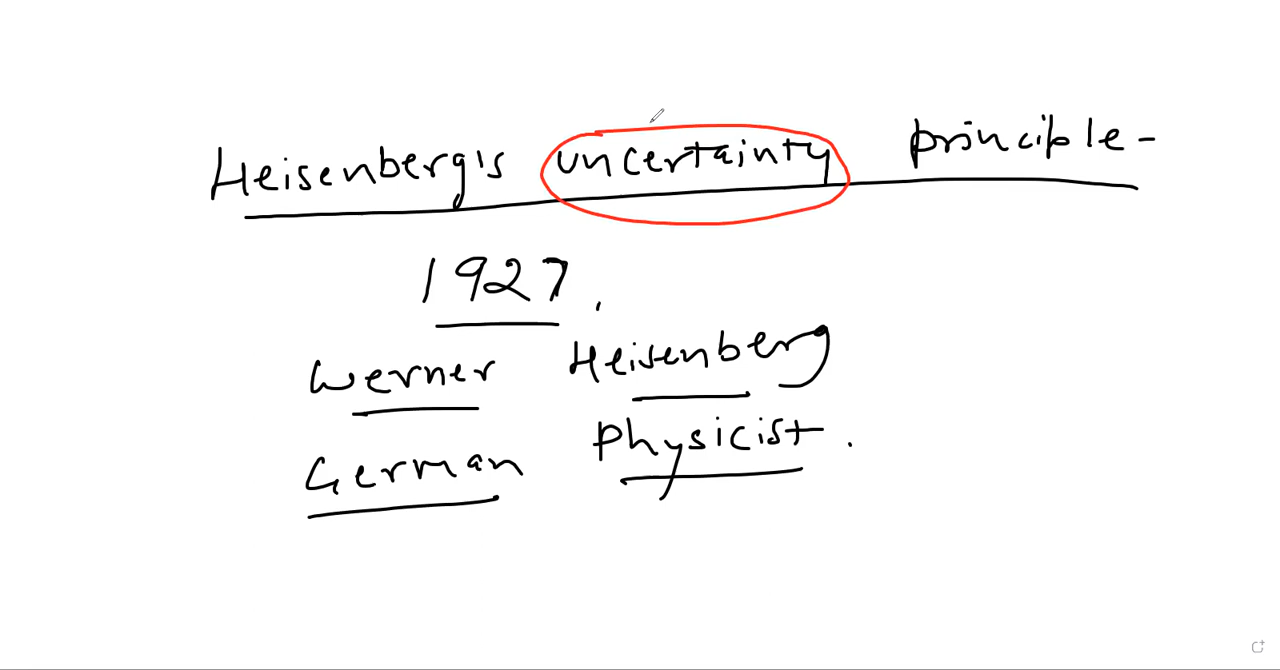 Heisenberg's uncertainty principle -
1927.
Werner Heisenberg
German Physicist.